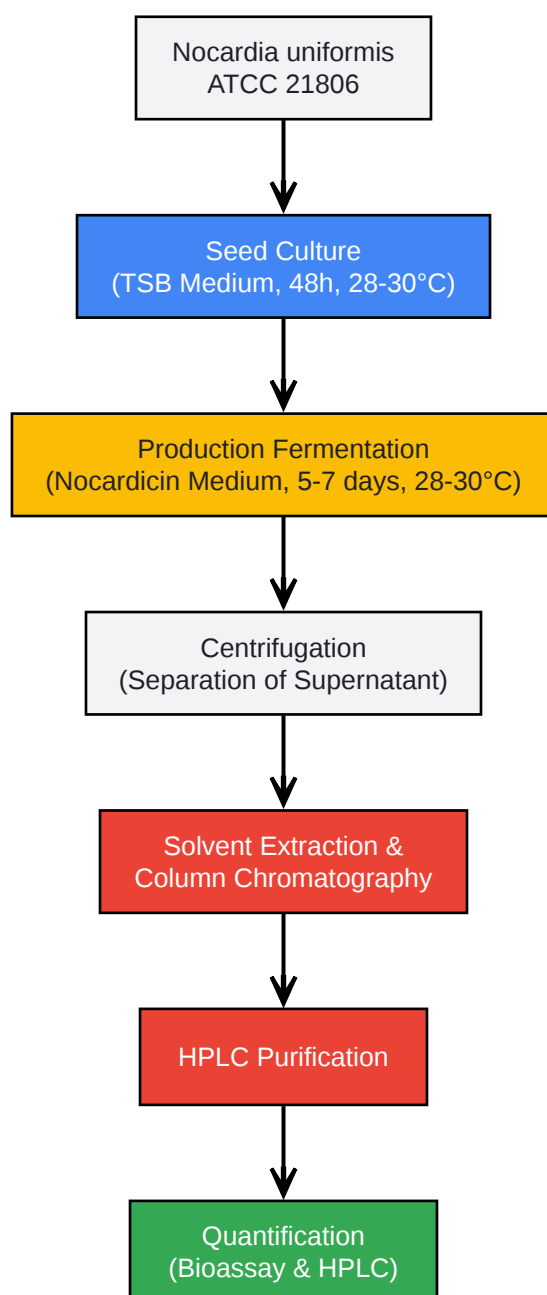 Nocardia uniformis
ATCC 21806
Seed Culture
(TSB Medium, 48h, 28-30°C)
Production Fermentation
(Nocardicin Medium, 5-7 days, 28-30°C)
Centrifugation
(Separation of Supernatant)
Solvent Extraction &
Column Chromatography
HPLC Purification
Quantification
(Bioassay & HPLC)